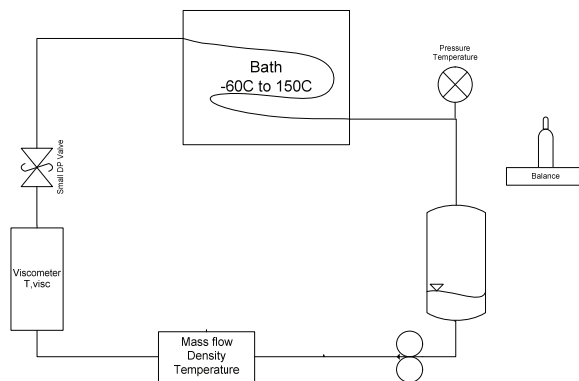 Bath
-60C to 150C
Pressure
Temperature
Small DP Valve
Balance
Viscometer
T,visc
Mass flow
Density
Temperature